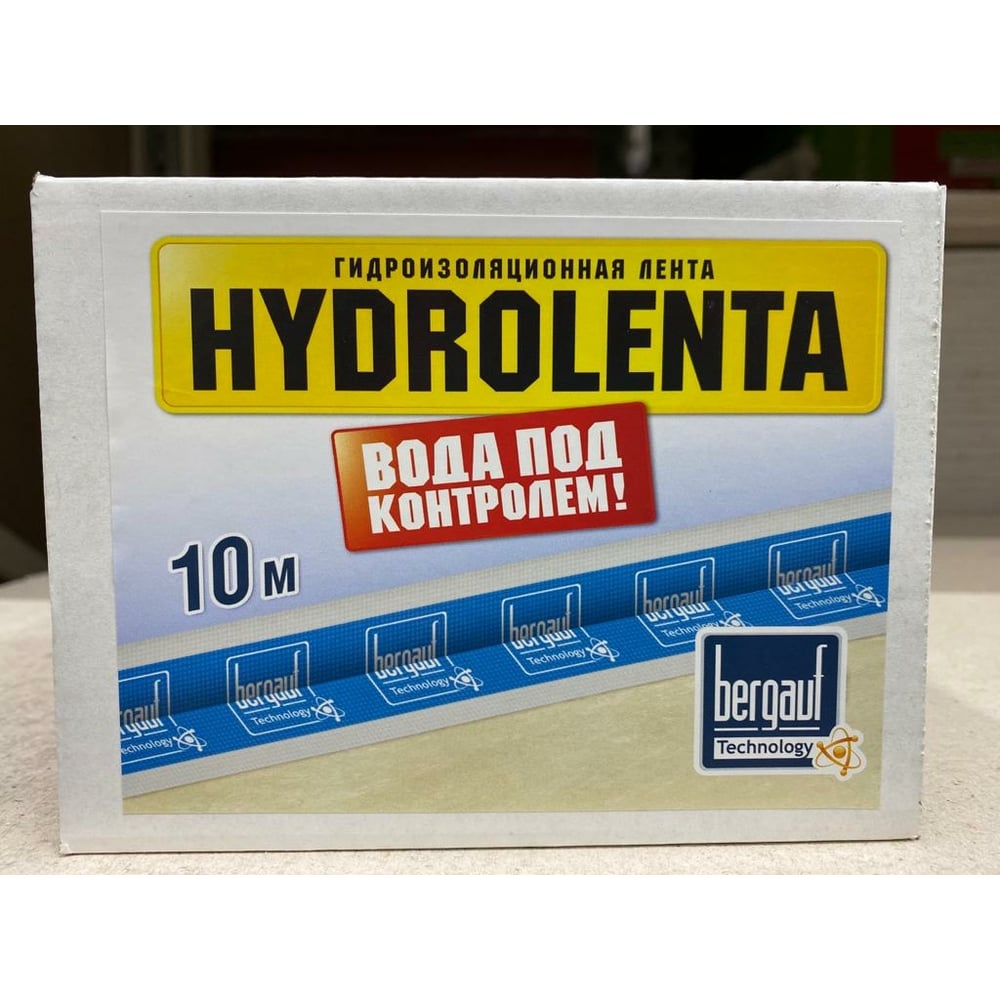 ГИДРОИЗОЛЯЦИОННАЯ ЛЕНТА
HYDROLENTA
ВОДА ПОД
КОНТРОЛЕМ!
10 м
bergauf
Technology
bergauf
Technology
bergauf
Technology
bergauf
Technology
bergauf
Technology
bergauf
Technology
bergauf
Technology